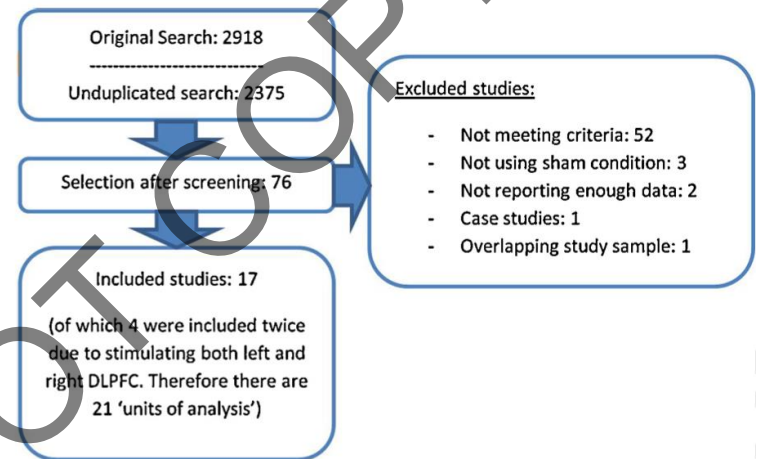 Original Search: 2918
------------------------------
Unduplicated search: 2375
Selection after screening: 76
Included studies: 17
(of which 4 were included twice
due to stimulating both left and
right DLPFC. Therefore there are
21 'units of analysis')
Excluded studies:
- Not meeting criteria: 52
- Not using sham condition: 3
- Not reporting enough data: 2
- Case studies: 1
- Overlapping study sample: 1
OT COP